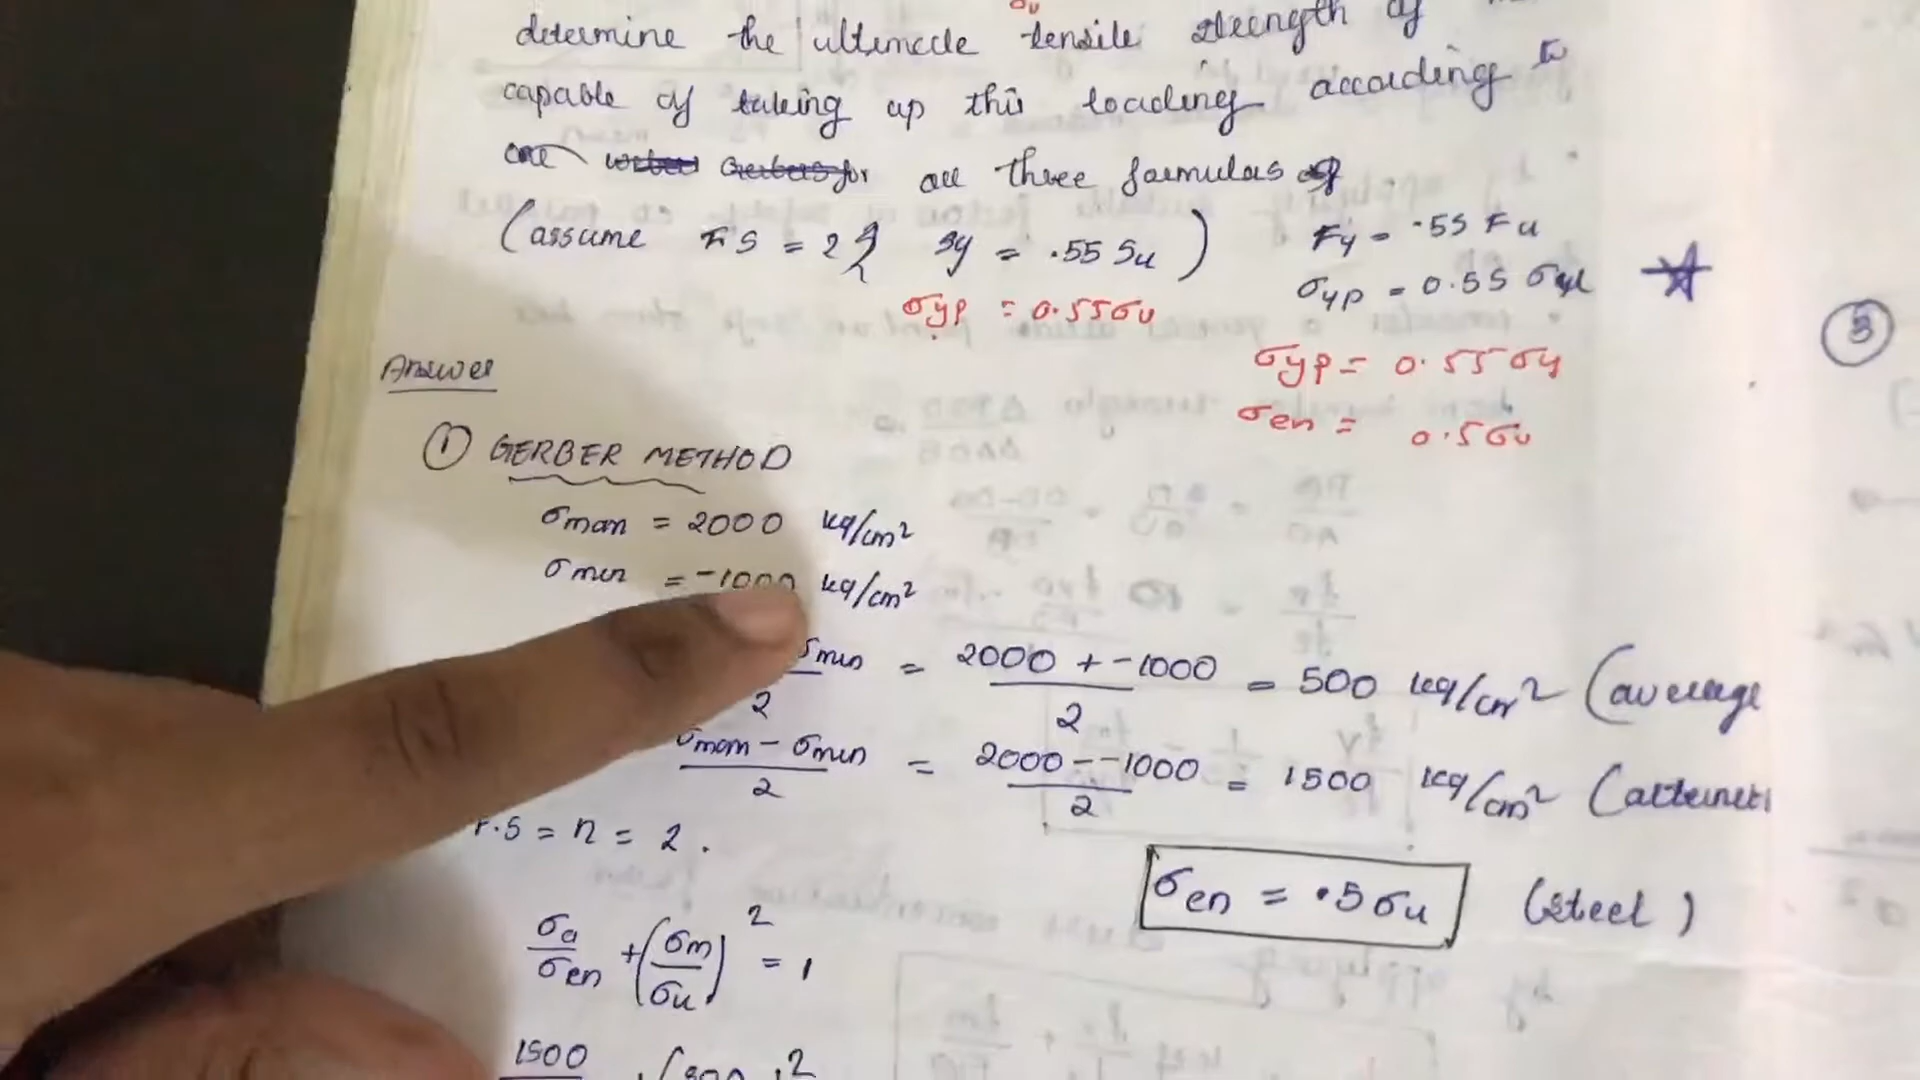 σu
determine the ultimate tensile strength of
capable of taking up this loading according to
all three formulas of
(assume FS = 2 & Sy = .55 Su)
Fy = .55 Fu
σyp = 0.55
σyp = 0.55σu
σyp = 0.55σy
σen = 0.5σu
3
Answer
① GERBER METHOD
σmax = 2000 kg/cm²
σmin = -1000 kg/cm²
σmin / 2 = 2000 + -1000 / 2 = 500 kg/cm² (average
σmax - σmin / 2 = 2000 - -1000 / 2 = 1500 kg/cm² (alternati
F.S = n = 2 .
σen = .5σu (steel)
σa / σen + (σm / σu)² = 1
1500